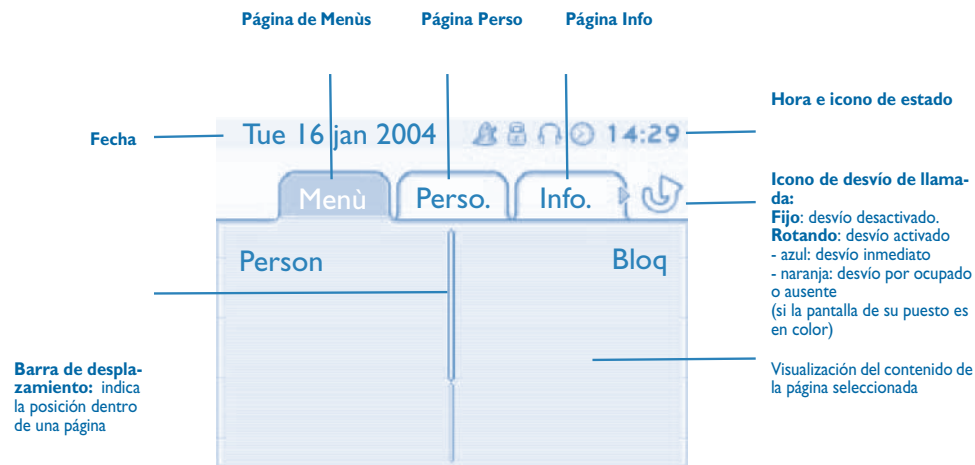 Página de Menùs
Página Perso
Página Info
Hora e icono de estado
Fecha
Tue 16 jan 2004
14:29
Icono de desvío de llama-
da:
Fijo: desvío desactivado.
Rotando: desvío activado
- azul: desvío inmediato
- naranja: desvío por ocupado
o ausente
(si la pantalla de su puesto es
en color)
Menù
Perso.
Info.
Person
Bloq
Barra de despla-
zamiento: indica
la posición dentro
de una página
Visualización del contenido de
la página seleccionada